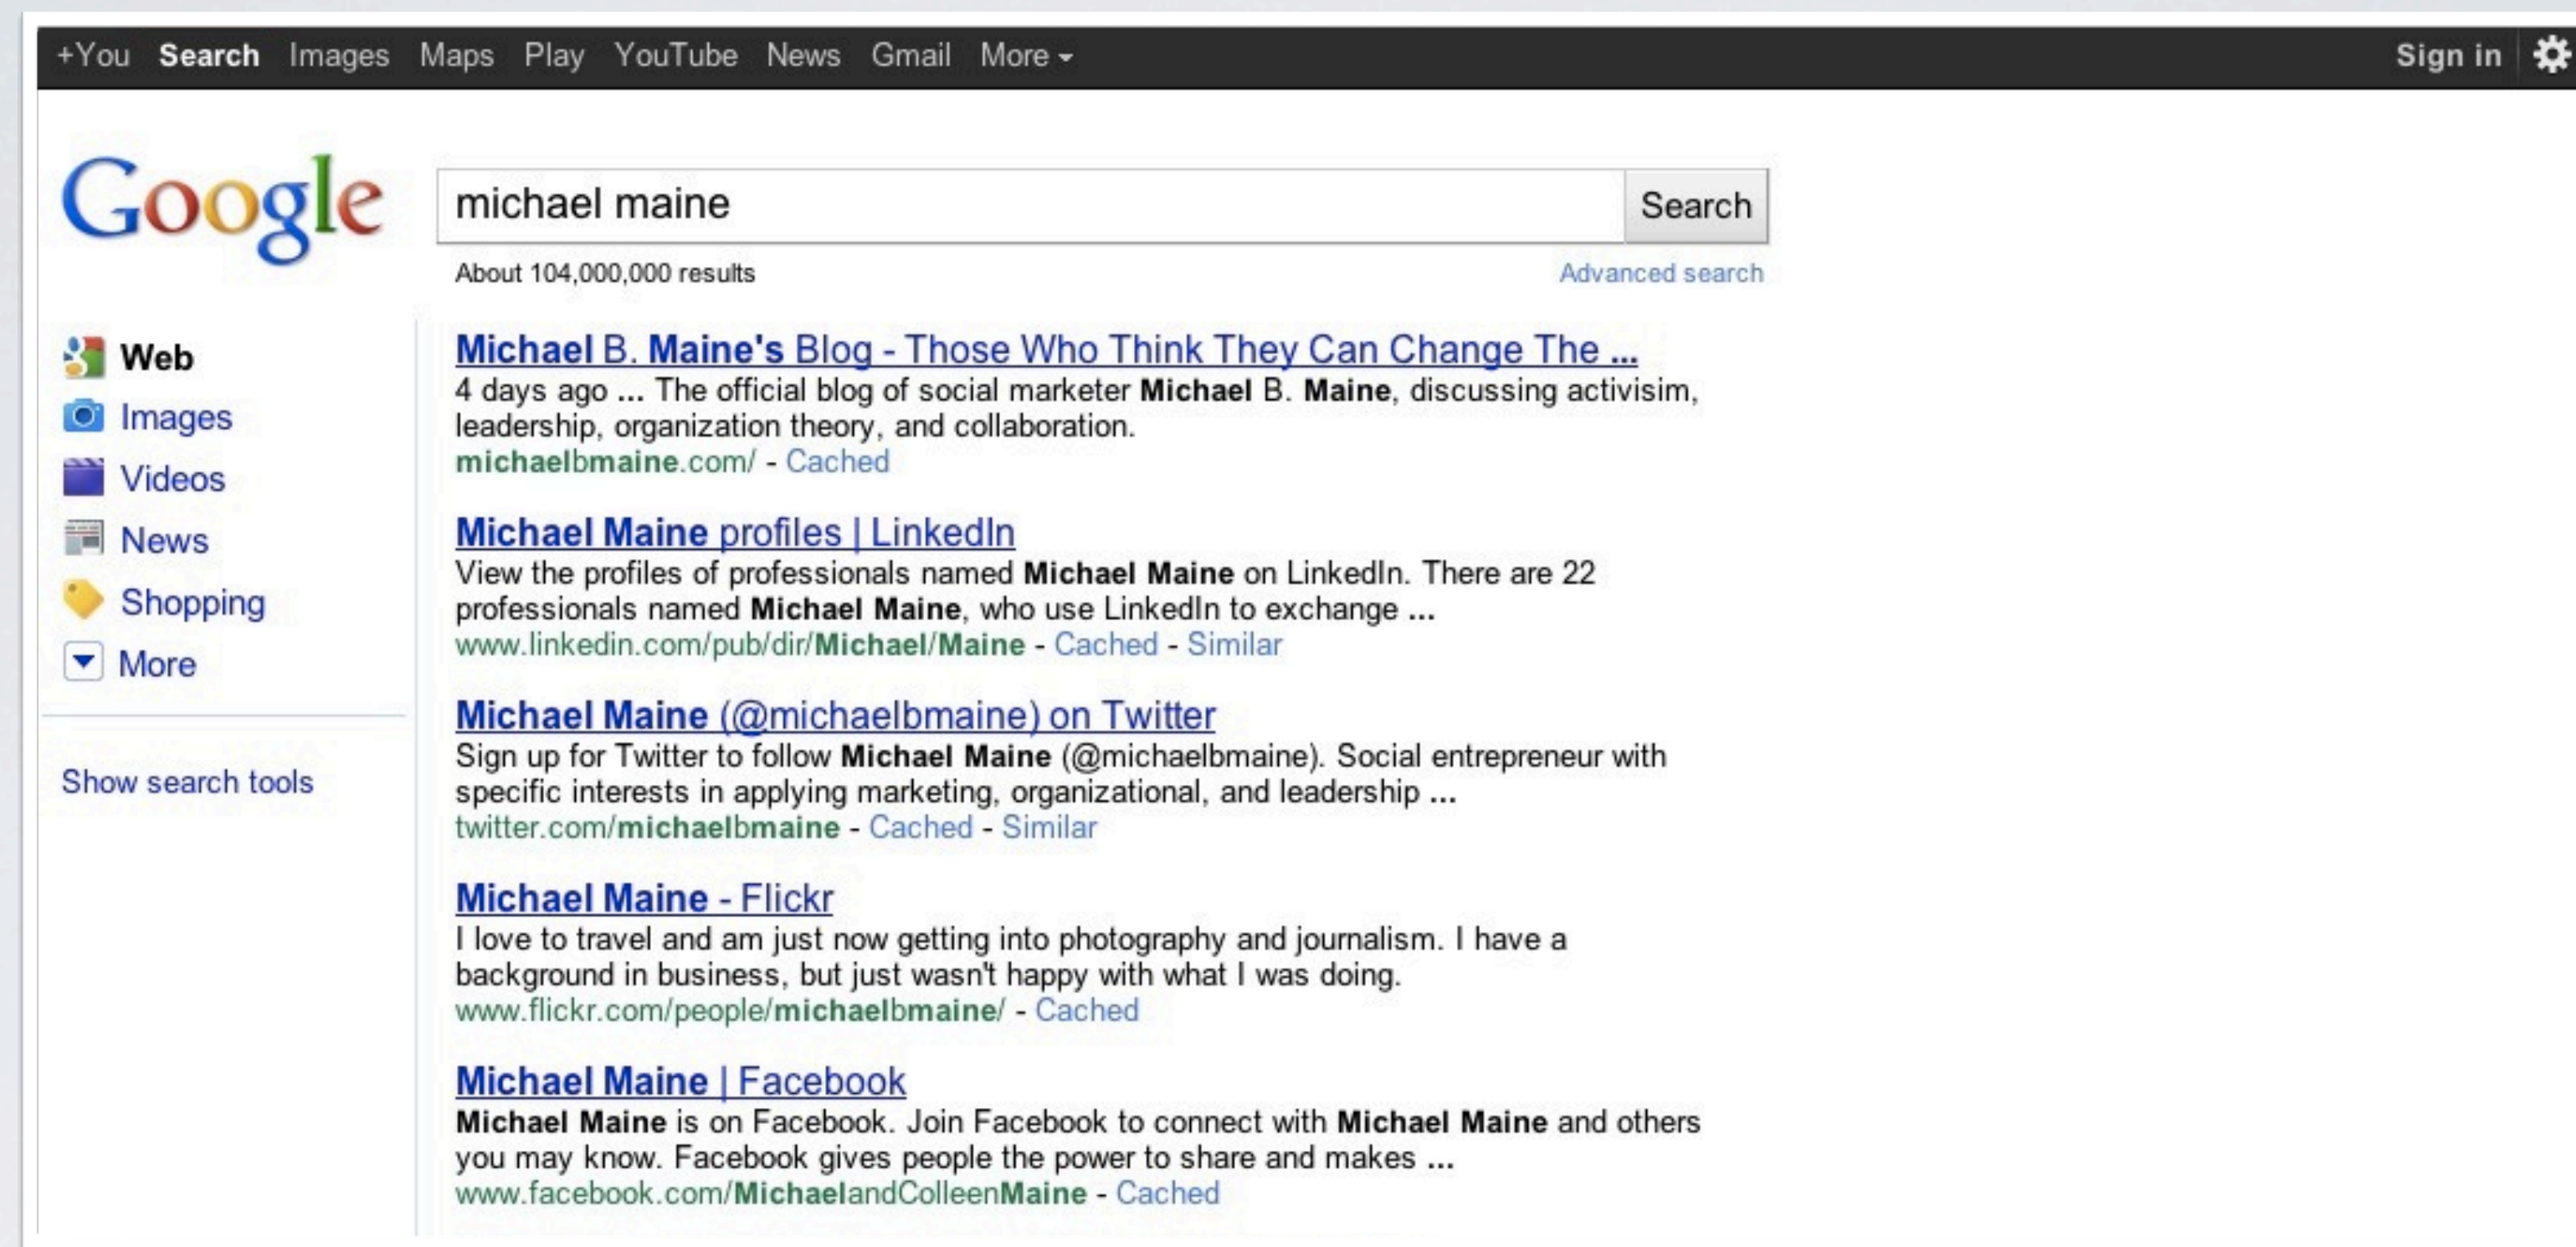 +You Search Images Maps Play YouTube News Gmail More Sign in
Google
michael maine
Search
About 104,000,000 results
Advanced search
Web
Images
Videos
News
Shopping
More
Show search tools
Michael B. Maine's Blog - Those Who Think They Can Change The ...
4 days ago ... The official blog of social marketer Michael B. Maine, discussing activisim,
leadership, organization theory, and collaboration.
michaelbmaine.com/ - Cached
Michael Maine profiles | LinkedIn
View the profiles of professionals named Michael Maine on LinkedIn. There are 22
professionals named Michael Maine, who use LinkedIn to exchange ...
www.linkedin.com/pub/dir/Michael/Maine - Cached - Similar
Michael Maine (@michaelbmaine) on Twitter
Sign up for Twitter to follow Michael Maine (@michaelbmaine). Social entrepreneur with
specific interests in applying marketing, organizational, and leadership ...
twitter.com/michaelbmaine - Cached - Similar
Michael Maine - Flickr
I love to travel and am just now getting into photography and journalism. I have a
background in business, but just wasn't happy with what I was doing.
www.flickr.com/people/michaelbmaine/ - Cached
Michael Maine | Facebook
Michael Maine is on Facebook. Join Facebook to connect with Michael Maine and others
you may know. Facebook gives people the power to share and makes ...
www.facebook.com/MichaelandColleenMaine - Cached